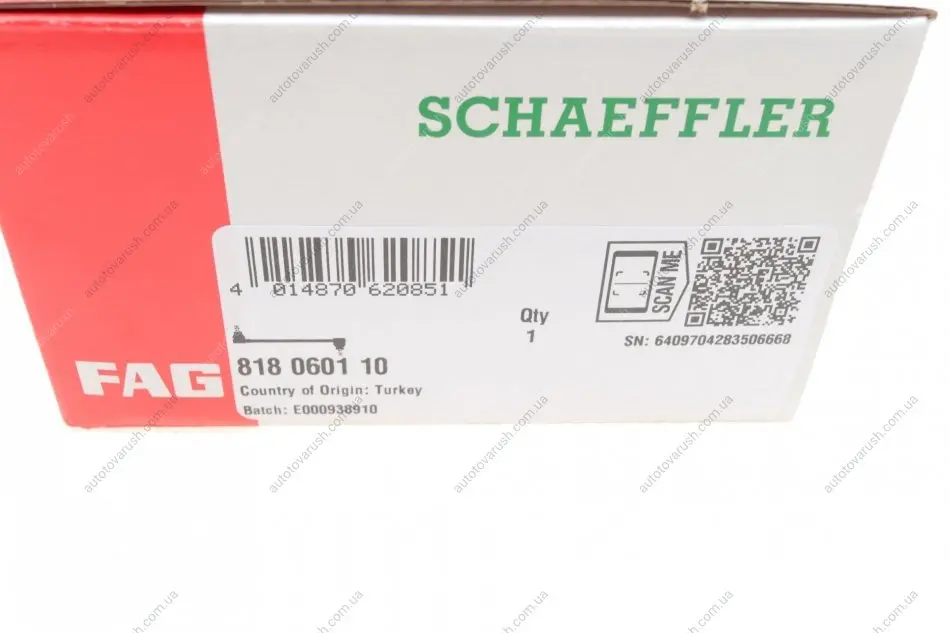 SCHAEFFLER
4 014870 620851
SCAN ME
Qty
1
SN: 6409704283506668
818 0601 10
FAG
Country of Origin: Turkey
Batch: E000938910
autotovarush.com.ua